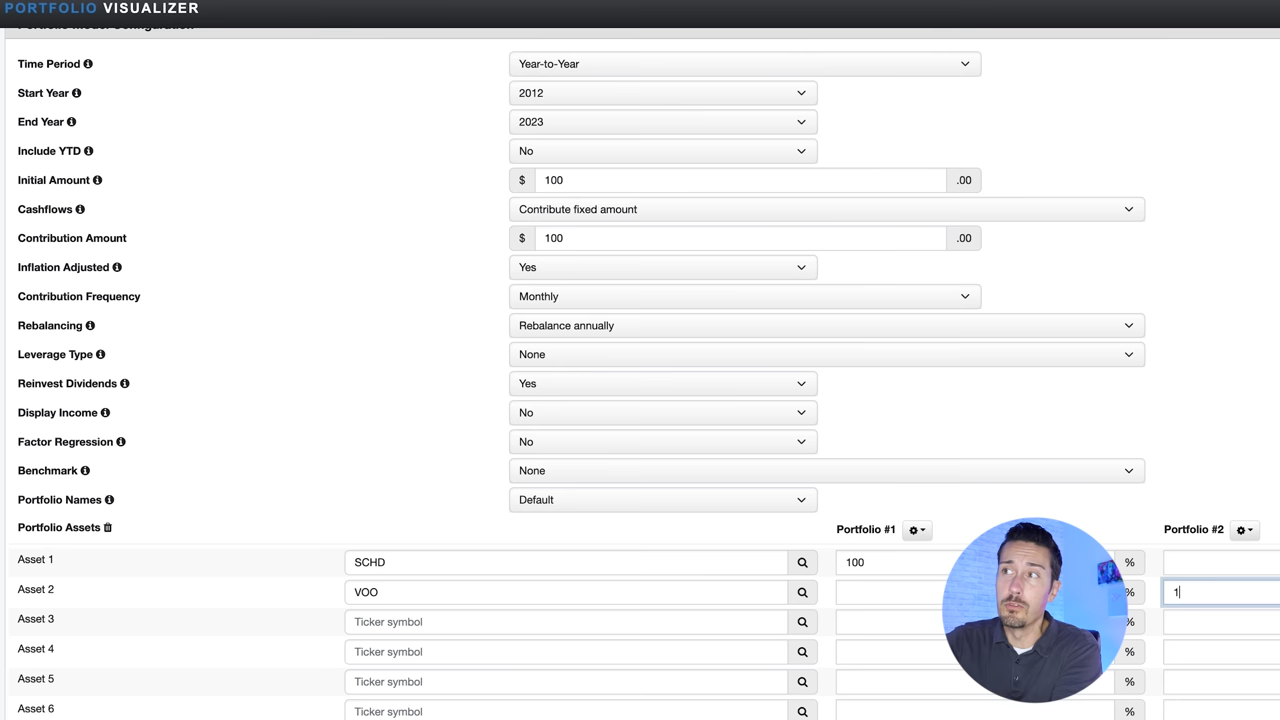 PORTFOLIO VISUALIZER
Portfolio Model Configuration
Time Period
Year-to-Year
Start Year
2012
End Year
2023
Include YTD
No
Initial Amount
$ 100 .00
Cashflows
Contribute fixed amount
Contribution Amount
$ 100 .00
Inflation Adjusted
Yes
Contribution Frequency
Monthly
Rebalancing
Rebalance annually
Leverage Type
None
Reinvest Dividends
Yes
Display Income
No
Factor Regression
No
Benchmark
None
Portfolio Names
Default
Portfolio Assets
Portfolio #1
Portfolio #2
Asset 1
SCHD
100
%
Asset 2
VOO
%
1
Asset 3
Ticker symbol
%
Asset 4
Ticker symbol
%
Asset 5
Ticker symbol
%
Asset 6
Ticker symbol
%